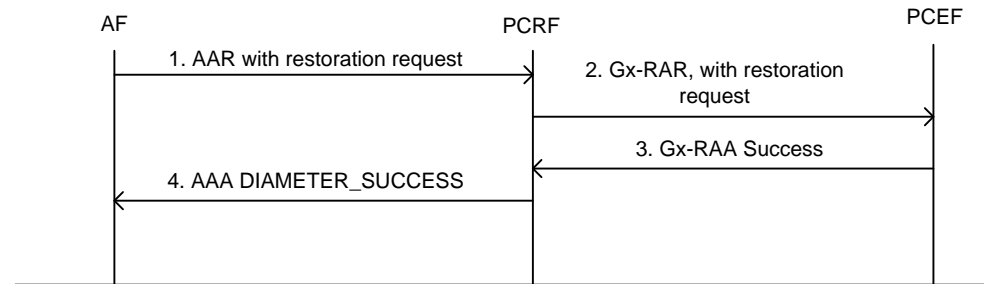 AF
PCRF
PCEF
1. AAR with restoration request
2. Gx-RAR, with restoration
request
3. Gx-RAA Success
4. AAA DIAMETER_SUCCESS